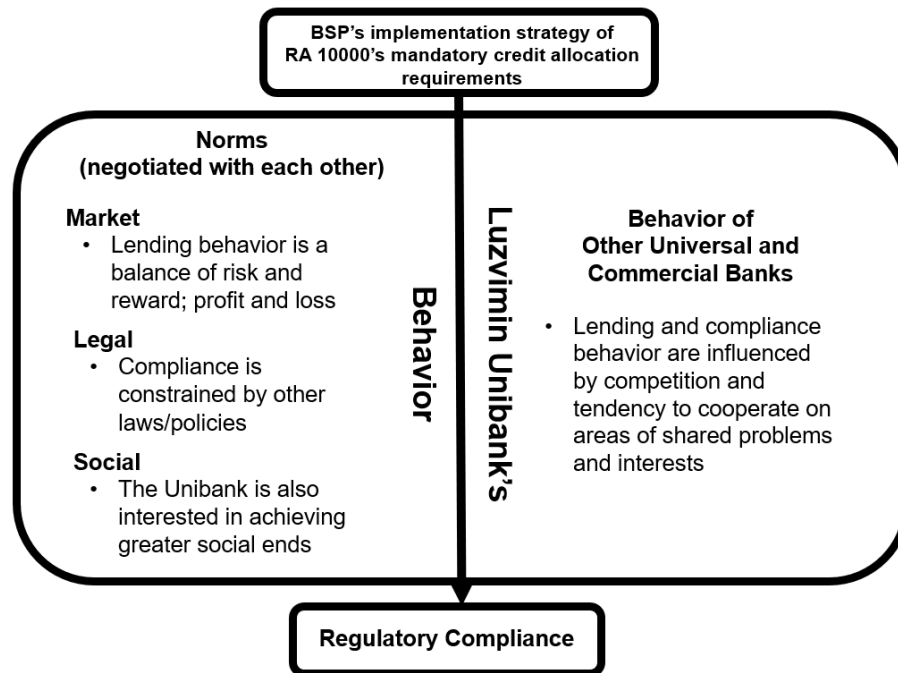 BSP's implementation strategy of
RA 10000's mandatory credit allocation
requirements
Norms
(negotiated with each other)
Market
• Lending behavior is a
balance of risk and
reward; profit and loss
Legal
• Compliance is
constrained by other
laws/policies
Social
• The Unibank is also
interested in achieving
greater social ends
Luzvimin Unibank's
Behavior
Behavior of
Other Universal and
Commercial Banks
• Lending and compliance
behavior are influenced
by competition and
tendency to cooperate on
areas of shared problems
and interests
Regulatory Compliance